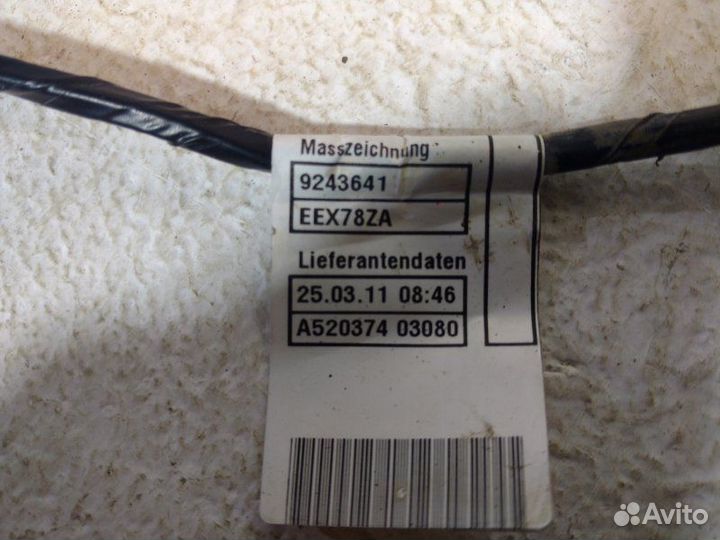 Masszeichnung
9243641
EEX78ZA
Lieferantendaten
25.03.11 08:46
A520374 03080
Avito